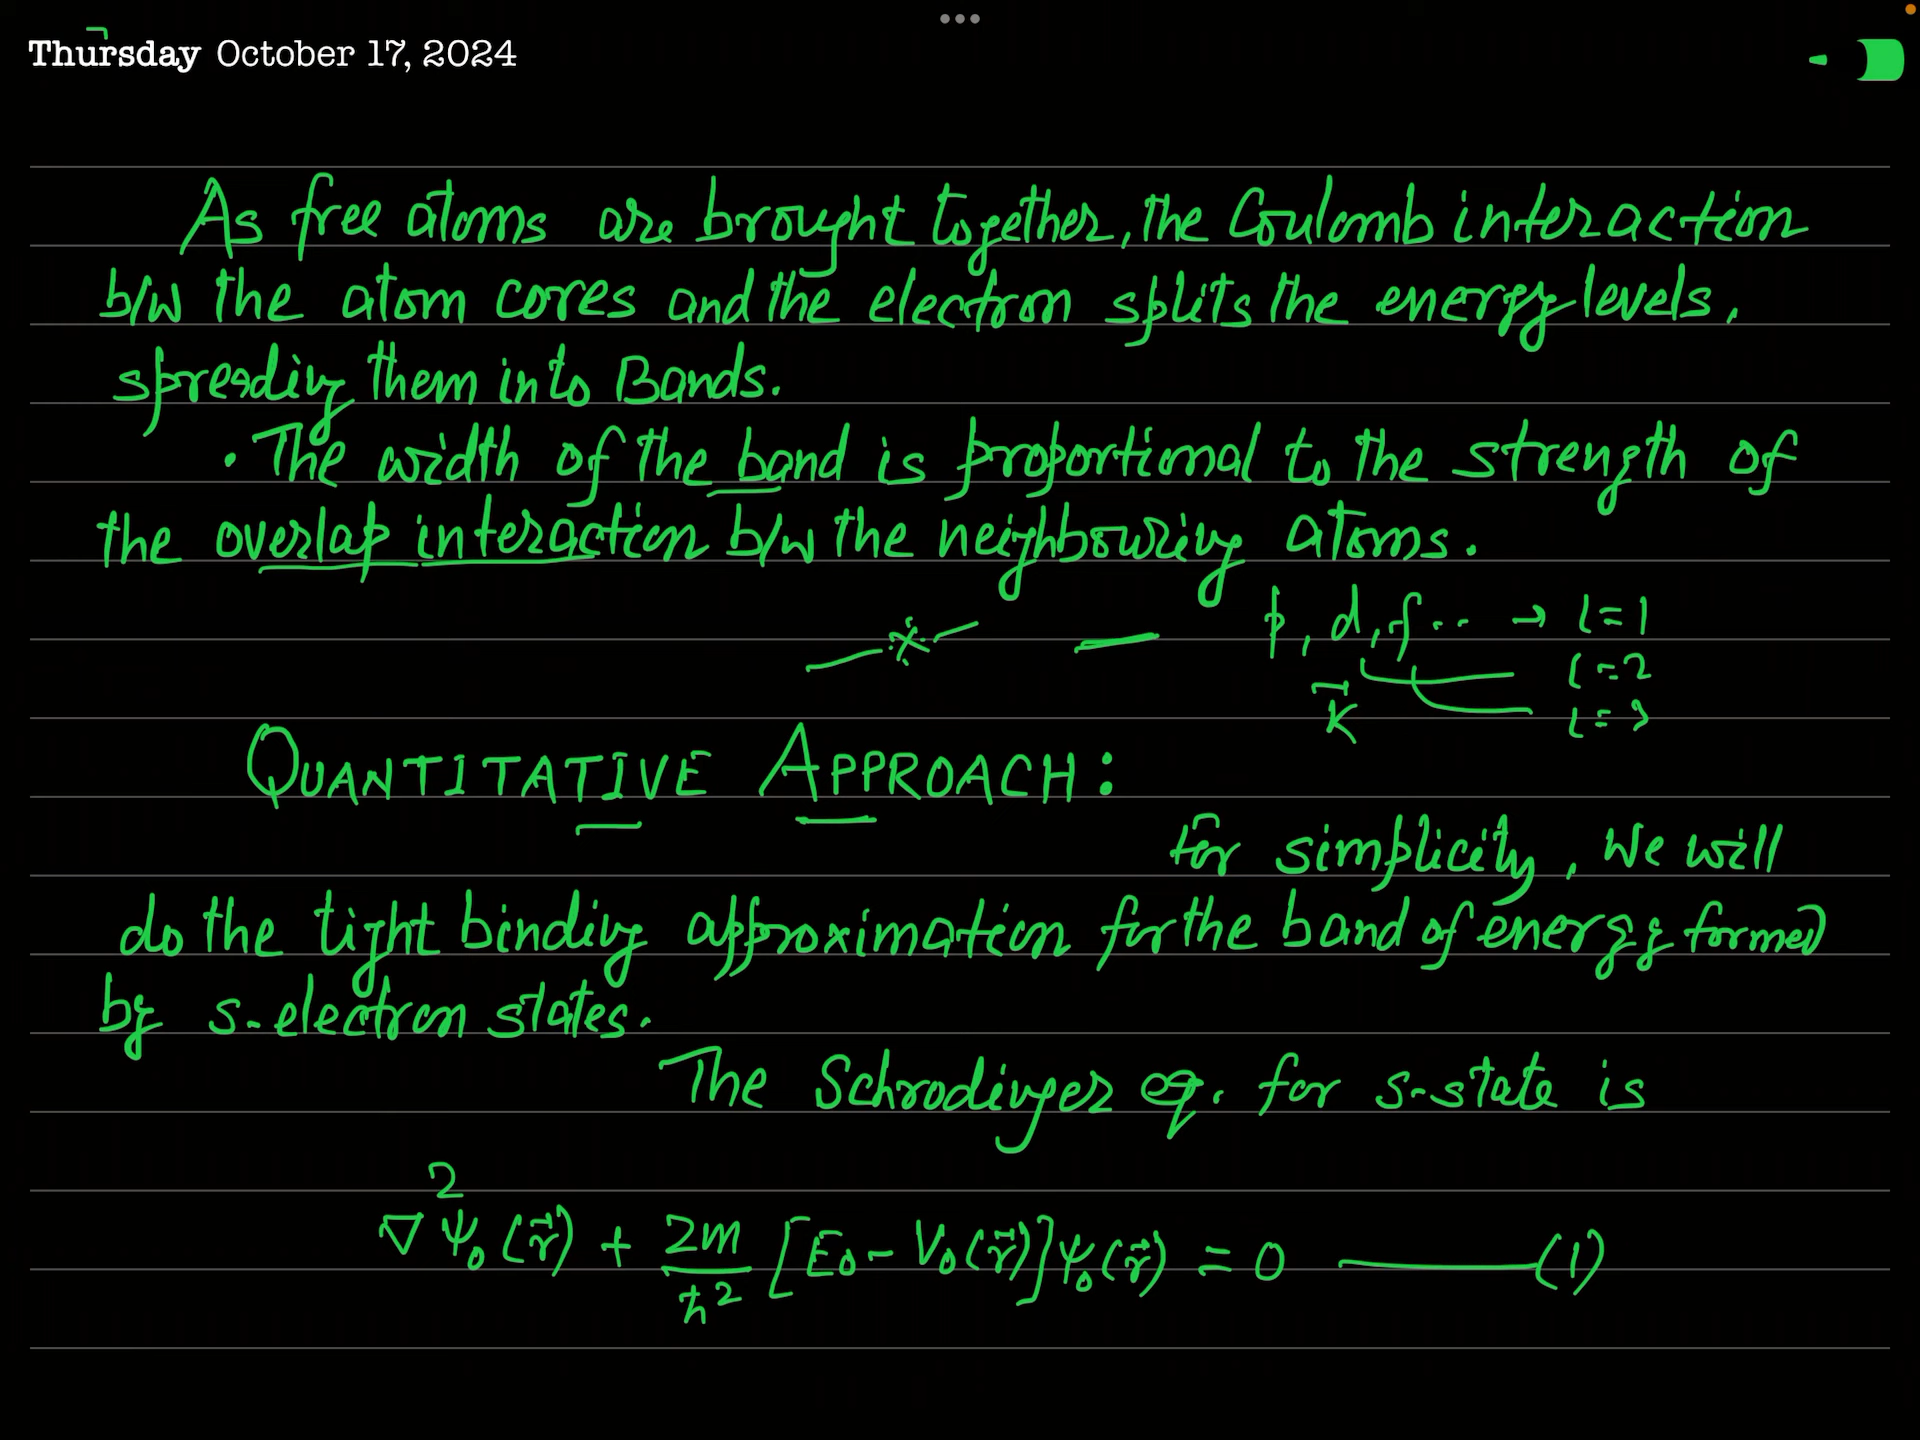 Thursday October 17, 2024
As free atoms are brought together, the Coulomb interaction
b/w the atom cores and the electron splits the energy levels,
spreading them into Bands.
· The width of the band is proportional to the strength of
the overlap interaction b/w the neighbouring atoms.
p, d, f .. → l=1
l=2
K⃗ l=3
QUANTITATIVE APPROACH:
For simplicity, We will
do the tight binding approximation for the band of energy formed
by s-electron states.
The Schrodinger eq. for s-state is
∇² ψ₀(r⃗) + 2m/ħ² [E₀ - V₀(r⃗)] ψ₀(r⃗) = 0 ——— (1)